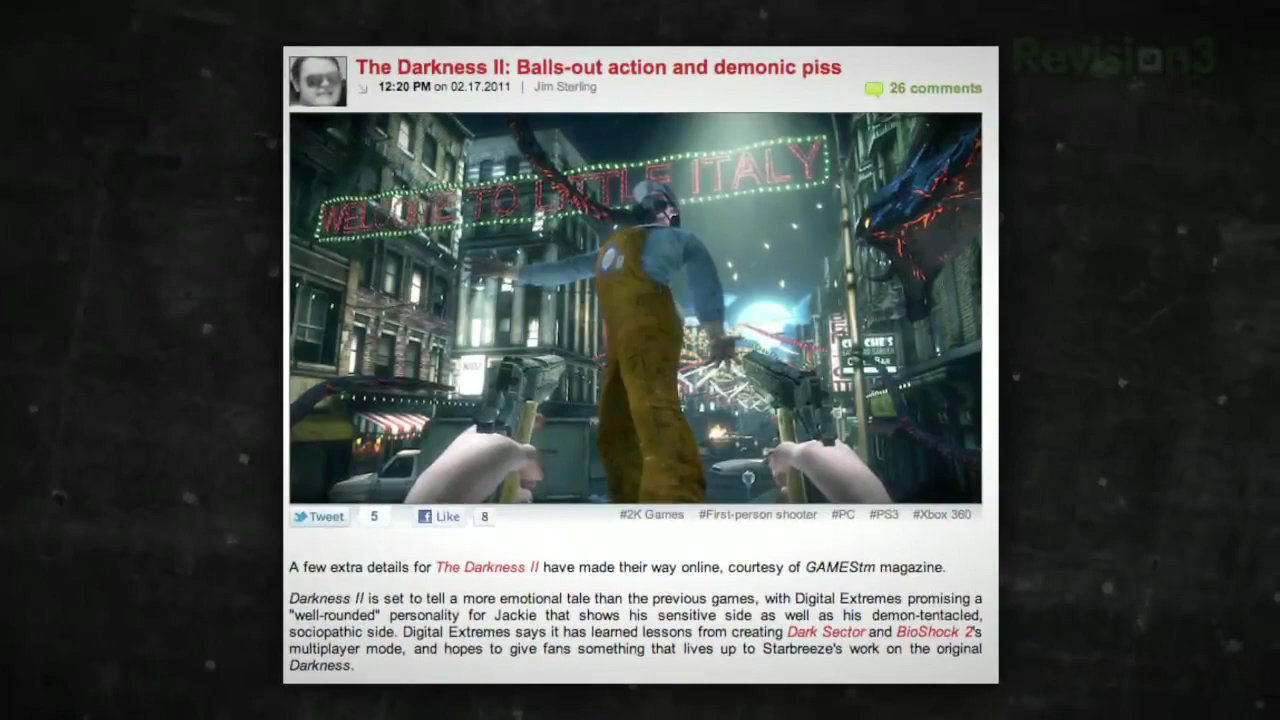 Revision3
The Darkness II: Balls-out action and demonic piss
12:20 PM on 02.17.2011 | Jim Sterling
26 comments
WELCOME TO LITTLE ITALY
BAR
Tweet 5 Like 8 #2K Games #First-person shooter #PC #PS3 #Xbox 360
A few extra details for The Darkness II have made their way online, courtesy of GAMEStm magazine.
Darkness II is set to tell a more emotional tale than the previous games, with Digital Extremes promising a
"well-rounded" personality for Jackie that shows his sensitive side as well as his demon-tentacled,
sociopathic side. Digital Extremes says it has learned lessons from creating Dark Sector and BioShock 2's
multiplayer mode, and hopes to give fans something that lives up to Starbreeze's work on the original
Darkness.